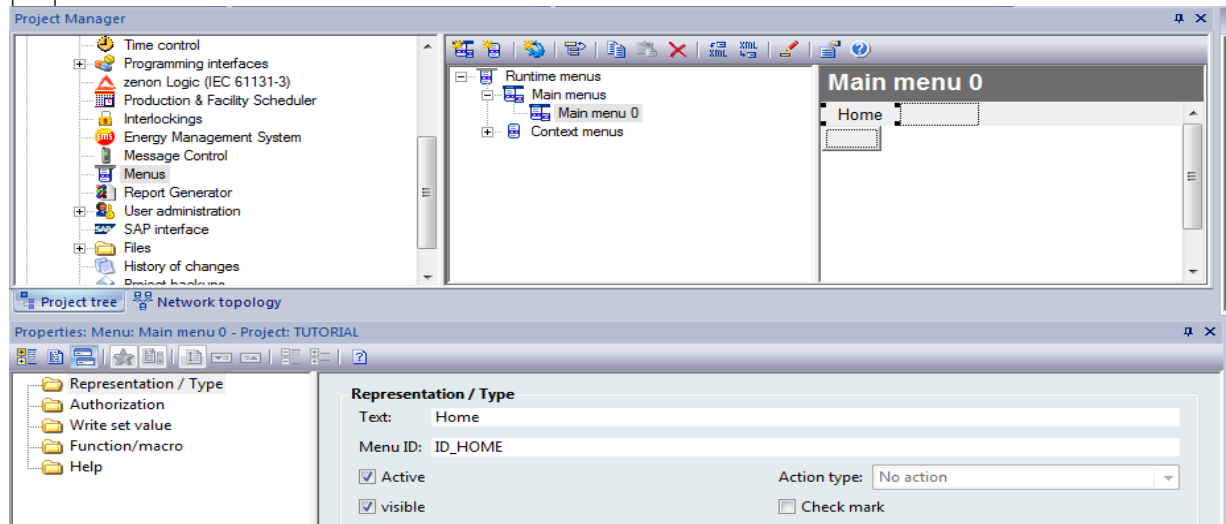 Project Manager
Time control
Programming interfaces
zenon Logic (IEC 61131-3)
Production & Facility Scheduler
Interlockings
Energy Management System
Message Control
Menus
Report Generator
User administration
SAP interface
Files
History of changes
Project backups
Runtime menus
Main menus
Main menu 0
Context menus
Main menu 0
Home
Project tree
Network topology
Properties: Menu: Main menu 0 - Project: TUTORIAL
Representation / Type
Authorization
Write set value
Function/macro
Help
Representation / Type
Text: Home
Menu ID: ID_HOME
Active
Action type: No action
visible
Check mark